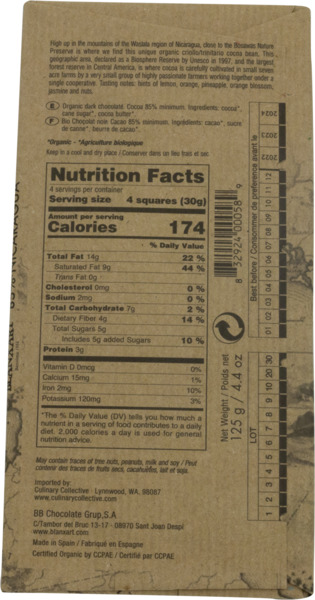 High up in the mountains of the Waslala region of Nicaragua, close to the Bosawás Nature
Preserve is where we find this unique organic criollo/trinitario cocoa bean. This
geographic area, declared as a Biosphere Reserve by Unesco in 1997, and the largest
forest reserve in Central America, is where cocoa is carefully cultivated in small seven
acre farms by a very small group of highly passionate farmers working together under a
single cooperative. Tasting notes: hints of lemon, orange, pineapple, orange blossom,
jasmine and nuts.
E Organic dark chocolate. Cocoa 85% minimum. Ingredients: cocoa*,
cane sugar*, cocoa butter*.
F Bio Chocolat noir. Cacao 85% minimum. Ingrédients: cacao*, sucre
de canne*, beurre de cacao*.
*Organic - *Agriculture biologique
Keep in a cool and dry place / Conserver dans un lieu frais et sec
Nutrition Facts
4 servings per container
Serving size 4 squares (30g)
Amount per serving
Calories 174
% Daily Value
Total Fat 14g 22 %
Saturated Fat 9g 44 %
Trans Fat 0g
Cholesterol 0mg 0 %
Sodium 2mg 0 %
Total Carbohydrate 7g 2 %
Dietary Fiber 4g 14 %
Total Sugars 5g
Includes 5g added Sugars 10 %
Protein 3g
Vitamin D 0mcg 0%
Calcium 15mg 1%
Iron 2mg 10%
Potassium 120mg 3%
*The % Daily Value (DV) tells you how much a
nutrient in a serving of food contributes to a daily
diet. 2,000 calories a day is used for general
nutrition advice.
May contain traces of tree nuts, peanuts, milk and soy / Peut
contenir des traces de fruits secs, cacahuètes, lait et soja.
Imported by:
Culinary Collective · Lynnwood, WA, 98087
www.culinarycollective.com
BB Chocolate Grup,S.A
C/Tambor del Bruc 13-17 - 08970 Sant Joan Despí
www.blanxart.com
Made in Spain / Fabriqué en Espagne
Certified Organic by CCPAE / Certifié par CCPAE
8 32924 00058 9
Net Weight / Poids net
125 g / 4.4 oz
Best before / Consommer de préférence avant le
01 02 03 04 05 06 07 08 09 10 11 12 2022 2023 2024
LOT
1 2 3 4 5 6 7 8 9 10 20 30